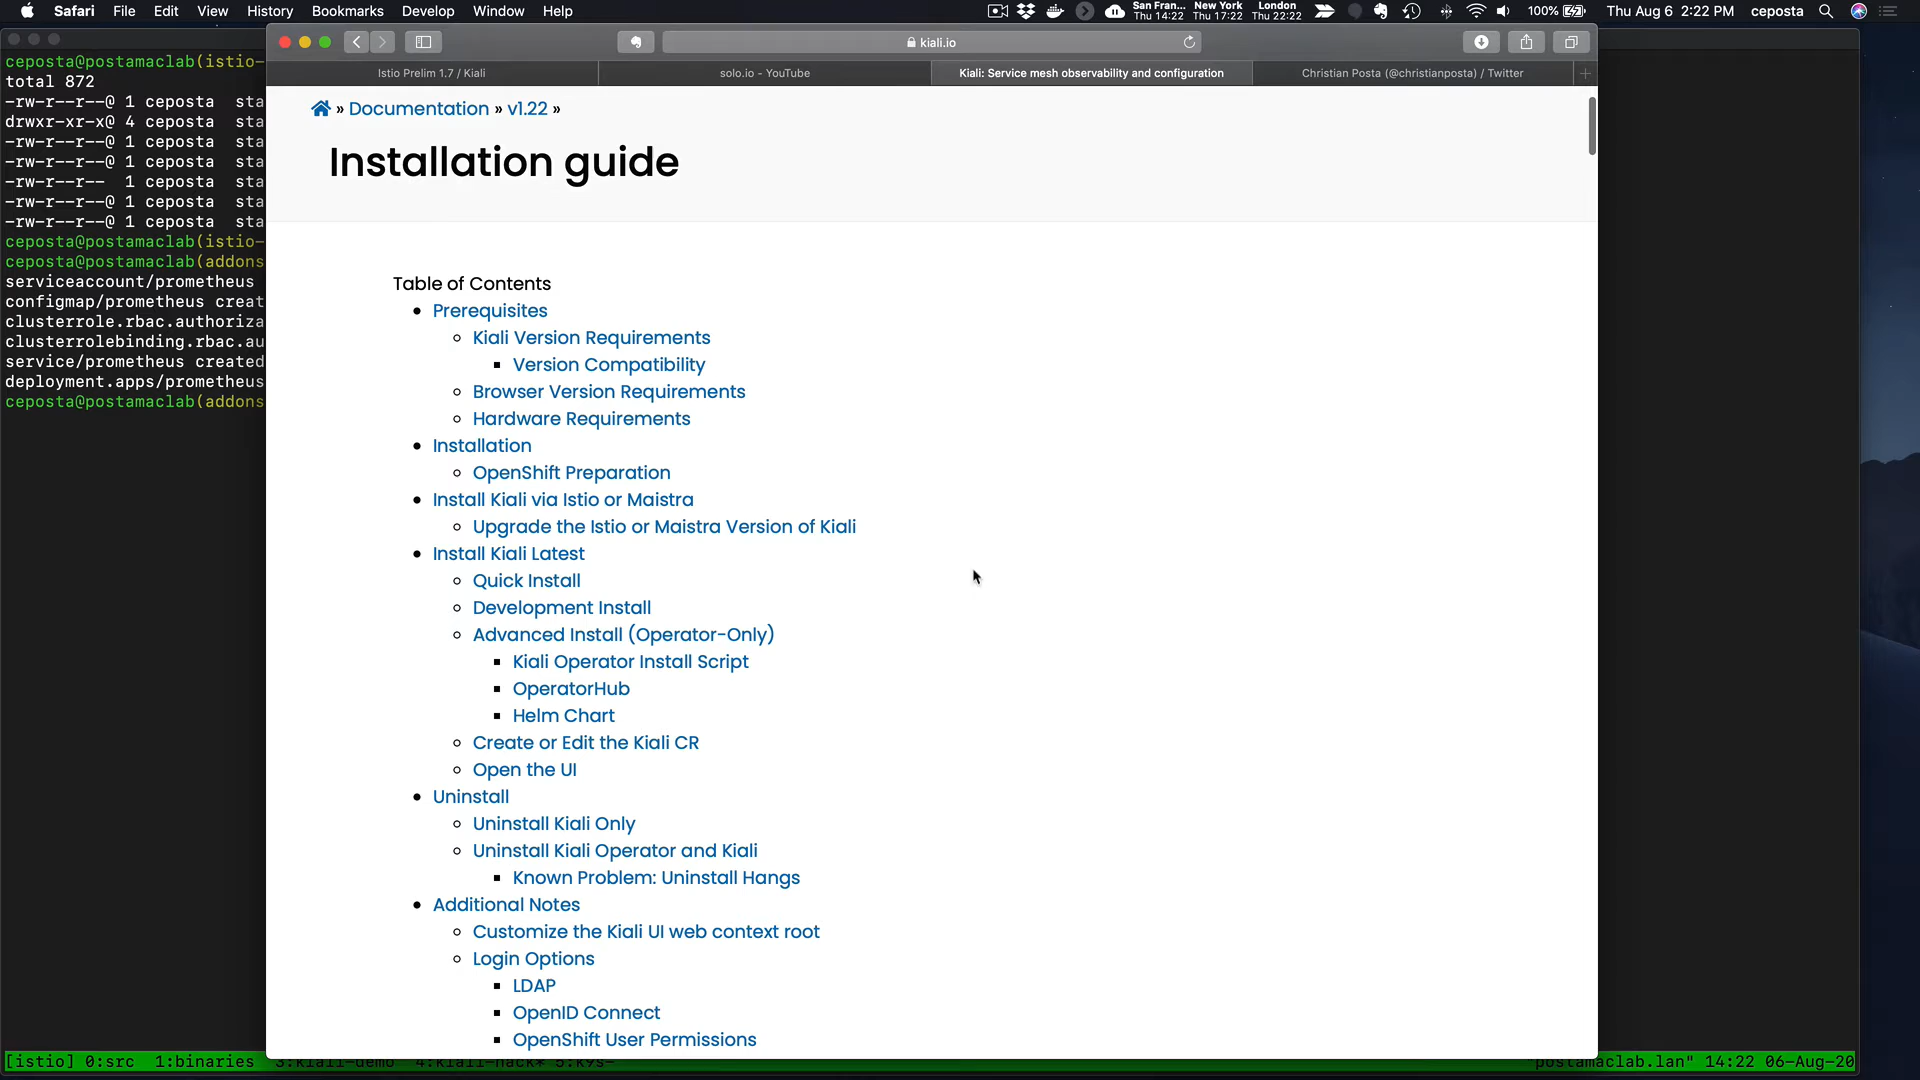 Safari File Edit View History Bookmarks Develop Window Help
San Fran... Thu 14:22
New York Thu 17:22
London Thu 22:22
100%
Thu Aug 6 2:22 PM ceposta
kiali.io
Istio Prelim 1.7 / Kiali
solo.io - YouTube
Kiali: Service mesh observability and configuration
Christian Posta (@christianposta) / Twitter
ceposta@postamaclab(istio-
total 872
-rw-r--r--@ 1 ceposta sta
drwxr-xr-x@ 4 ceposta sta
-rw-r--r--@ 1 ceposta sta
-rw-r--r--@ 1 ceposta sta
-rw-r--r-- 1 ceposta sta
-rw-r--r--@ 1 ceposta sta
-rw-r--r--@ 1 ceposta sta
ceposta@postamaclab(istio-
ceposta@postamaclab(addons
serviceaccount/prometheus
configmap/prometheus creat
clusterrole.rbac.authoriza
clusterrolebinding.rbac.au
service/prometheus created
deployment.apps/prometheus
ceposta@postamaclab(addons
» Documentation » v1.22 »
Installation guide
Table of Contents
Prerequisites
Kiali Version Requirements
Version Compatibility
Browser Version Requirements
Hardware Requirements
Installation
OpenShift Preparation
Install Kiali via Istio or Maistra
Upgrade the Istio or Maistra Version of Kiali
Install Kiali Latest
Quick Install
Development Install
Advanced Install (Operator-Only)
Kiali Operator Install Script
OperatorHub
Helm Chart
Create or Edit the Kiali CR
Open the UI
Uninstall
Uninstall Kiali Only
Uninstall Kiali Operator and Kiali
Known Problem: Uninstall Hangs
Additional Notes
Customize the Kiali UI web context root
Login Options
LDAP
OpenID Connect
OpenShift User Permissions
[istio] 0:src 1:binaries 3:kiali-demo 4:kiali-hack* 5:k9s- "postamaclab.lan" 14:22 06-Aug-20